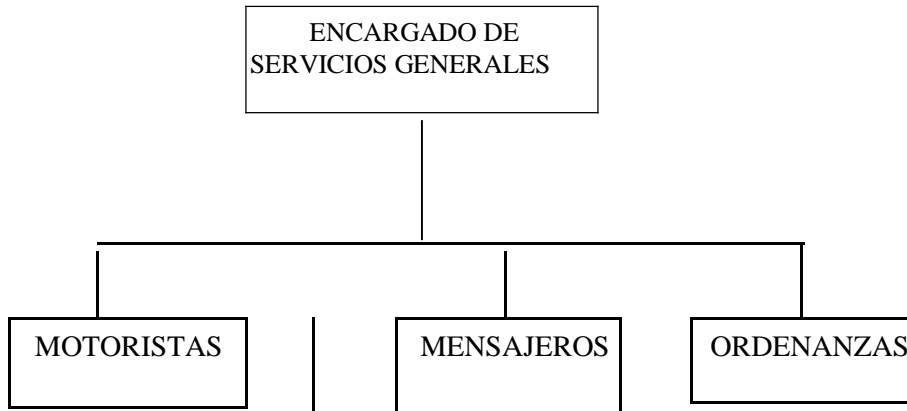 ENCARGADO DE
SERVICIOS GENERALES
MOTORISTAS
MENSAJEROS
ORDENANZAS